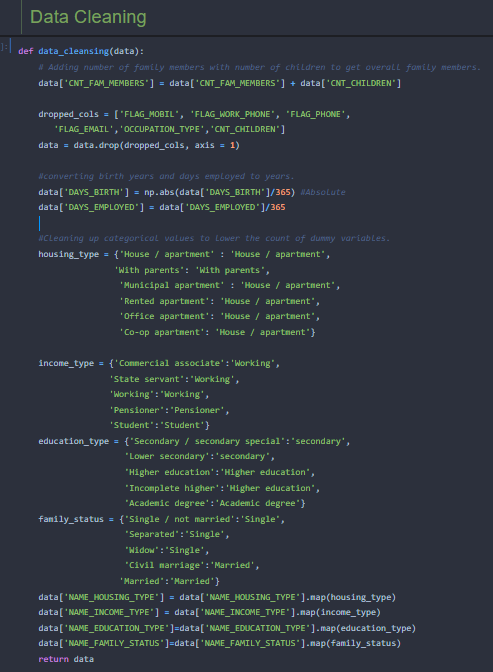 Data Cleaning
]:
def data_cleansing(data):
# Adding number of family members with number of children to get overall family members.
data['CNT_FAM_MEMBERS'] = data['CNT_FAM_MEMBERS'] + data['CNT_CHILDREN']
dropped_cols = ['FLAG_MOBIL', 'FLAG_WORK_PHONE', 'FLAG_PHONE',
'FLAG_EMAIL','OCCUPATION_TYPE','CNT_CHILDREN']
data = data.drop(dropped_cols, axis = 1)
#converting birth years and days employed to years.
data['DAYS_BIRTH'] = np.abs(data['DAYS_BIRTH']/365) #Absolute
data['DAYS_EMPLOYED'] = data['DAYS_EMPLOYED']/365
#Cleaning up categorical values to lower the count of dummy variables.
housing_type = {'House / apartment' : 'House / apartment',
'With parents': 'With parents',
'Municipal apartment' : 'House / apartment',
'Rented apartment': 'House / apartment',
'Office apartment': 'House / apartment',
'Co-op apartment': 'House / apartment'}
income_type = {'Commercial associate':'Working',
'State servant':'Working',
'Working':'Working',
'Pensioner':'Pensioner',
'Student':'Student'}
education_type = {'Secondary / secondary special':'secondary',
'Lower secondary':'secondary',
'Higher education':'Higher education',
'Incomplete higher':'Higher education',
'Academic degree':'Academic degree'}
family_status = {'Single / not married':'Single',
'Separated':'Single',
'Widow':'Single',
'Civil marriage':'Married',
'Married':'Married'}
data['NAME_HOUSING_TYPE'] = data['NAME_HOUSING_TYPE'].map(housing_type)
data['NAME_INCOME_TYPE'] = data['NAME_INCOME_TYPE'].map(income_type)
data['NAME_EDUCATION_TYPE']=data['NAME_EDUCATION_TYPE'].map(education_type)
data['NAME_FAMILY_STATUS']=data['NAME_FAMILY_STATUS'].map(family_status)
return data